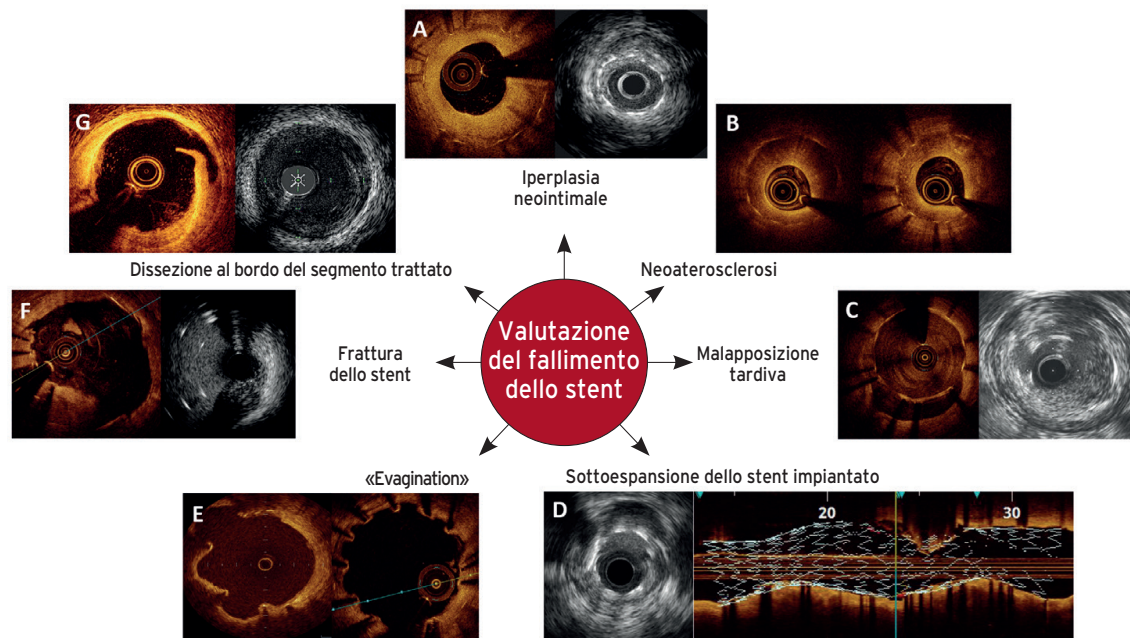 A
Iperplasia
neointimale
G
Dissezione al bordo del segmento trattato
B
Neoaterosclerosi
F
Frattura
dello stent
Valutazione
del fallimento
dello stent
C
Malapposizione
tardiva
«Evagination»
E
Sottoespansione dello stent impiantato
D
20
30